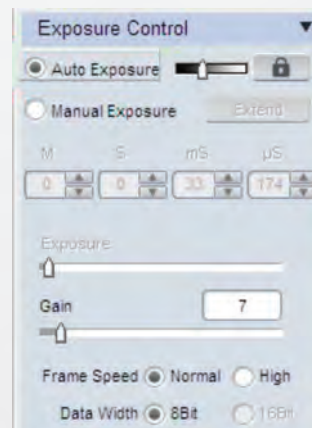 Exposure Control
Auto Exposure
Manual Exposure Extend
M S mS µS
0 0 33 174
Exposure
Gain 7
Frame Speed Normal High
Data Width 8Bit 16Bit